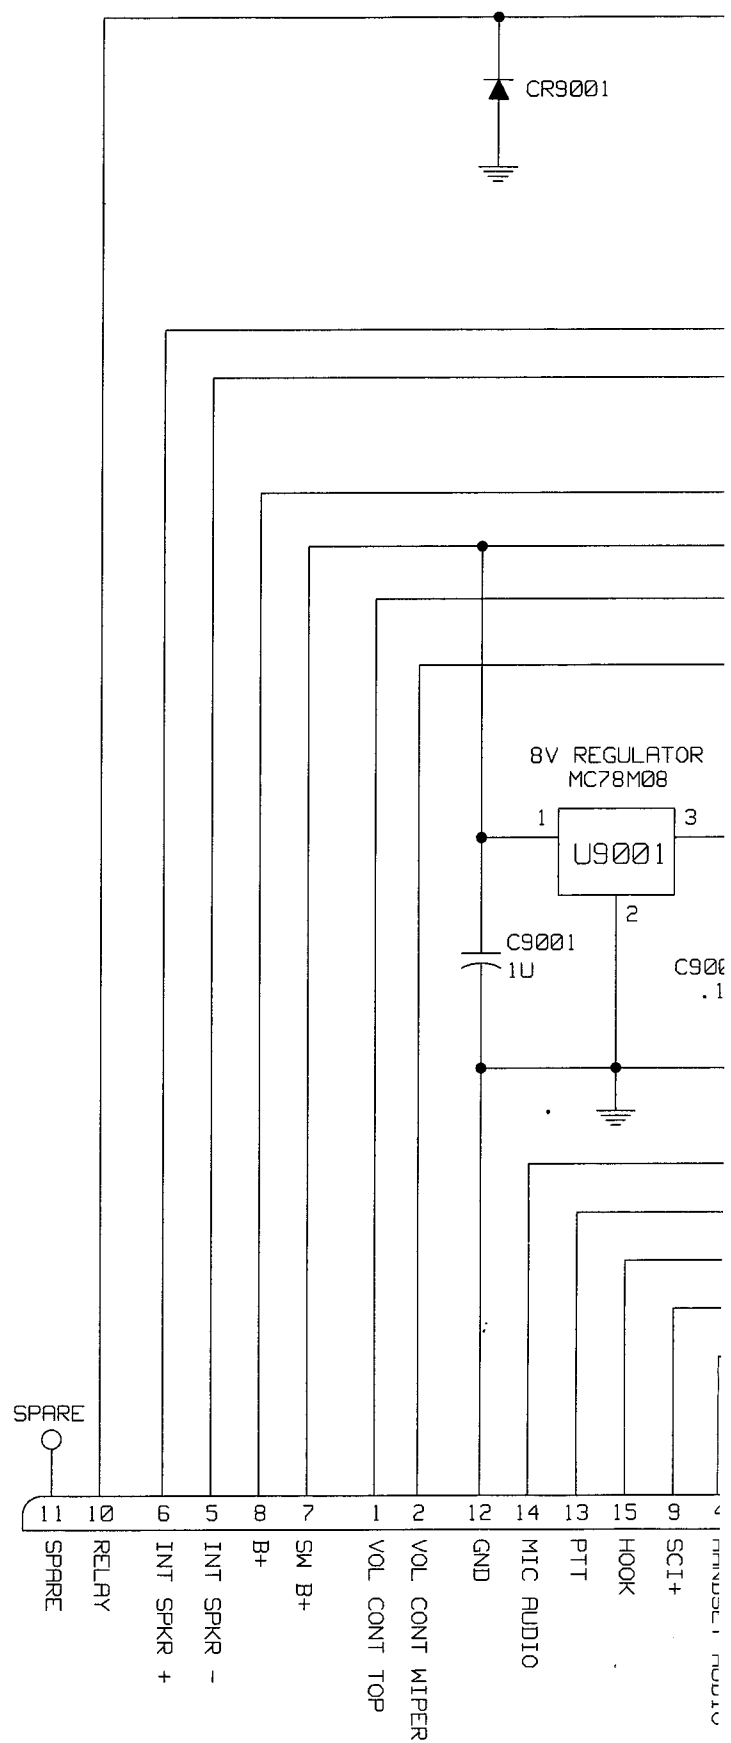 CR9001
8V REGULATOR
MC78M08
1
3
U9001
2
C9001
1U
.1
SPARE
11 10 6 5 8 7 1 2 12 14 13 15 9 4
SPARE
RELAY
INT SPKR +
INT SPKR -
B+
SW B+
VOL CONT TOP
VOL CONT WIPER
GND
MIC AUDIO
PTT
HOOK
SCI+